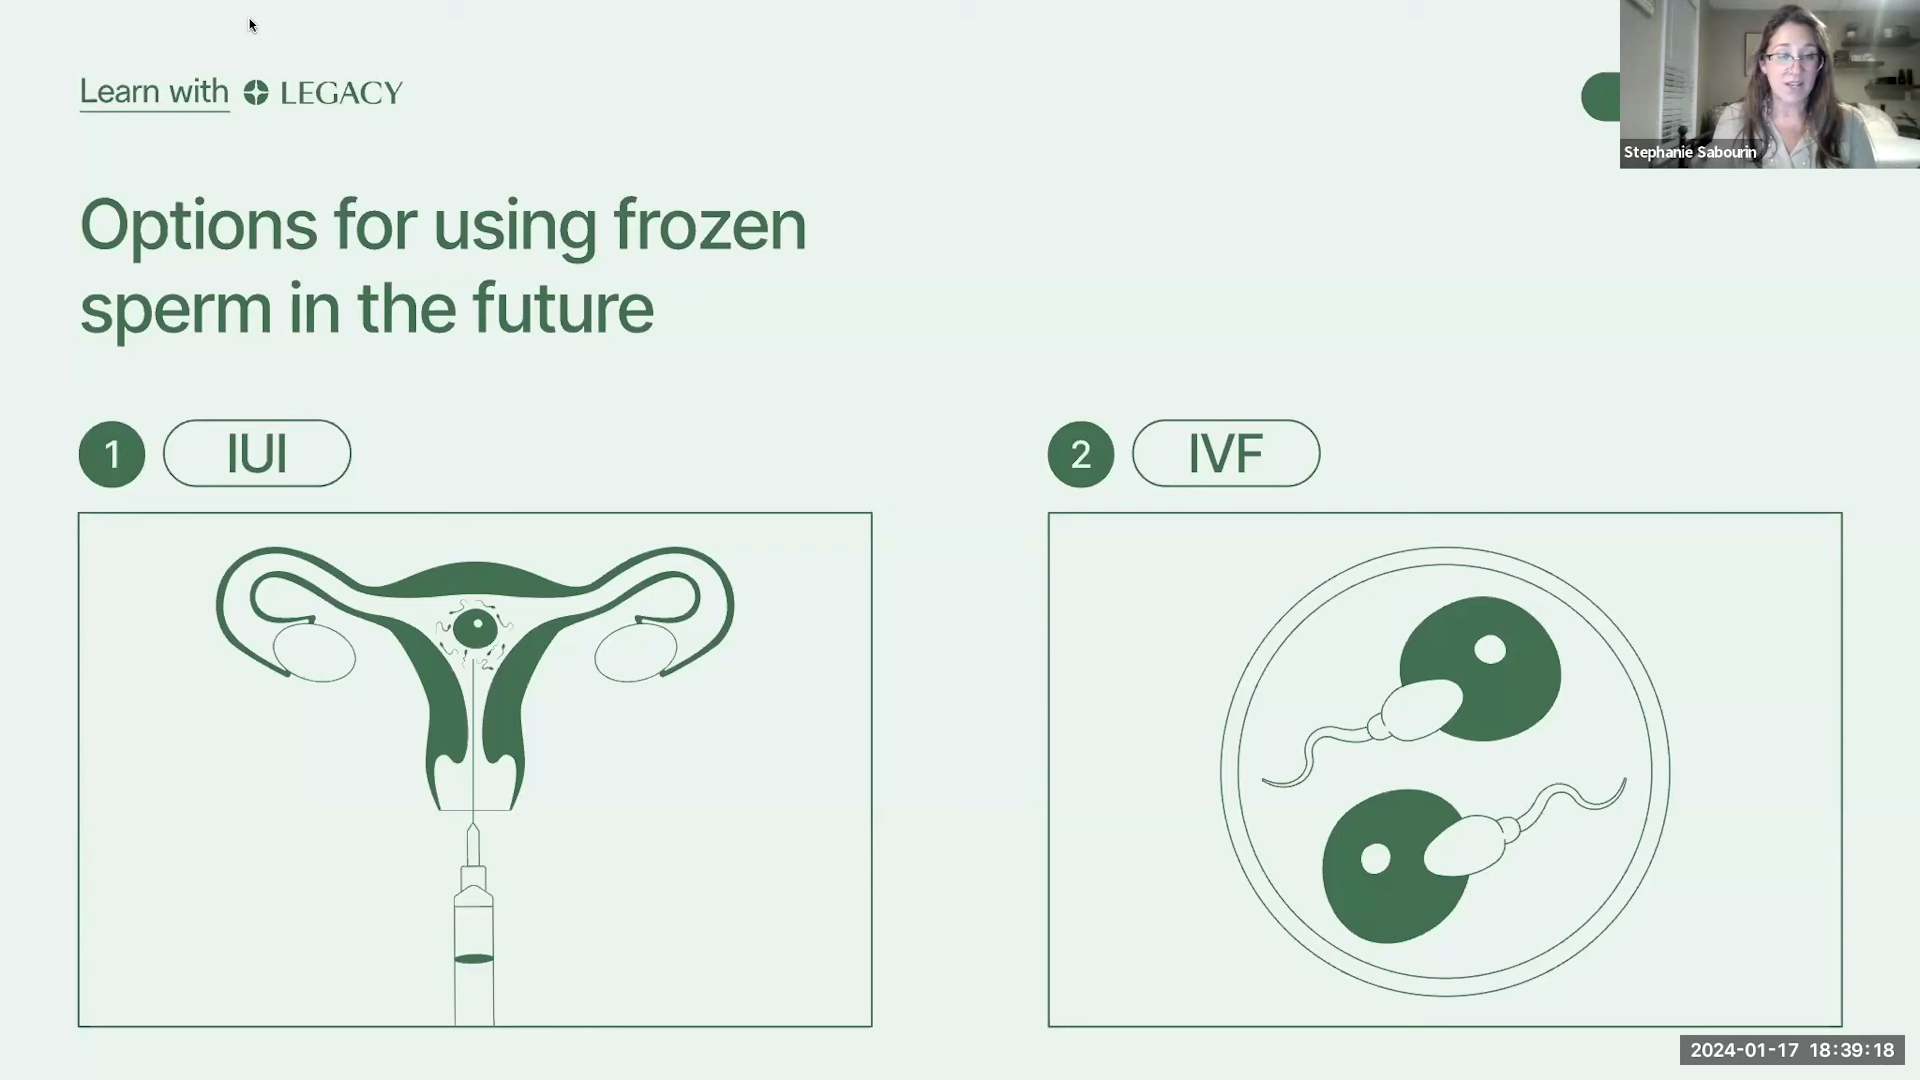 Learn with LEGACY
Stephanie Sabourin
Options for using frozen
sperm in the future
1 IUI
2 IVF
2024-01-17 18:39:18